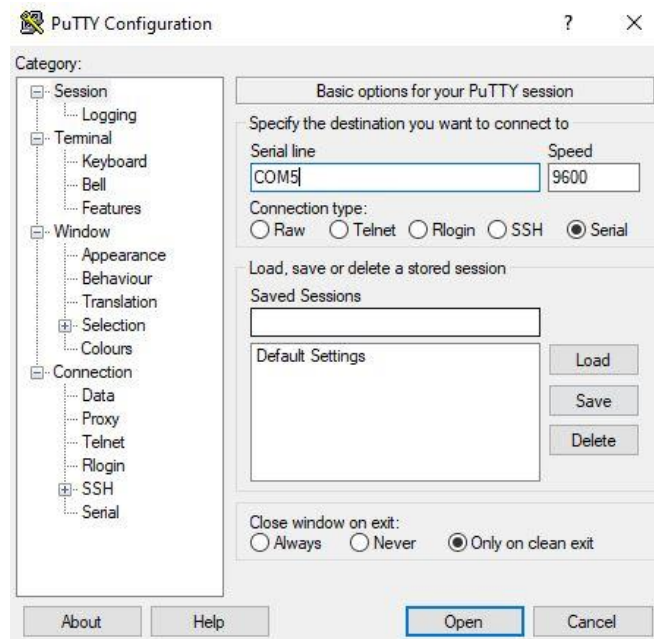 PuTTY Configuration ? ×
Category:
Session
Logging
Terminal
Keyboard
Bell
Features
Window
Appearance
Behaviour
Translation
Selection
Colours
Connection
Data
Proxy
Telnet
Rlogin
SSH
Serial
Basic options for your PuTTY session
Specify the destination you want to connect to
Serial line Speed
COM5 9600
Connection type:
Raw Telnet Rlogin SSH Serial
Load, save or delete a stored session
Saved Sessions
Default Settings
Load
Save
Delete
Close window on exit:
Always Never Only on clean exit
About Help Open Cancel